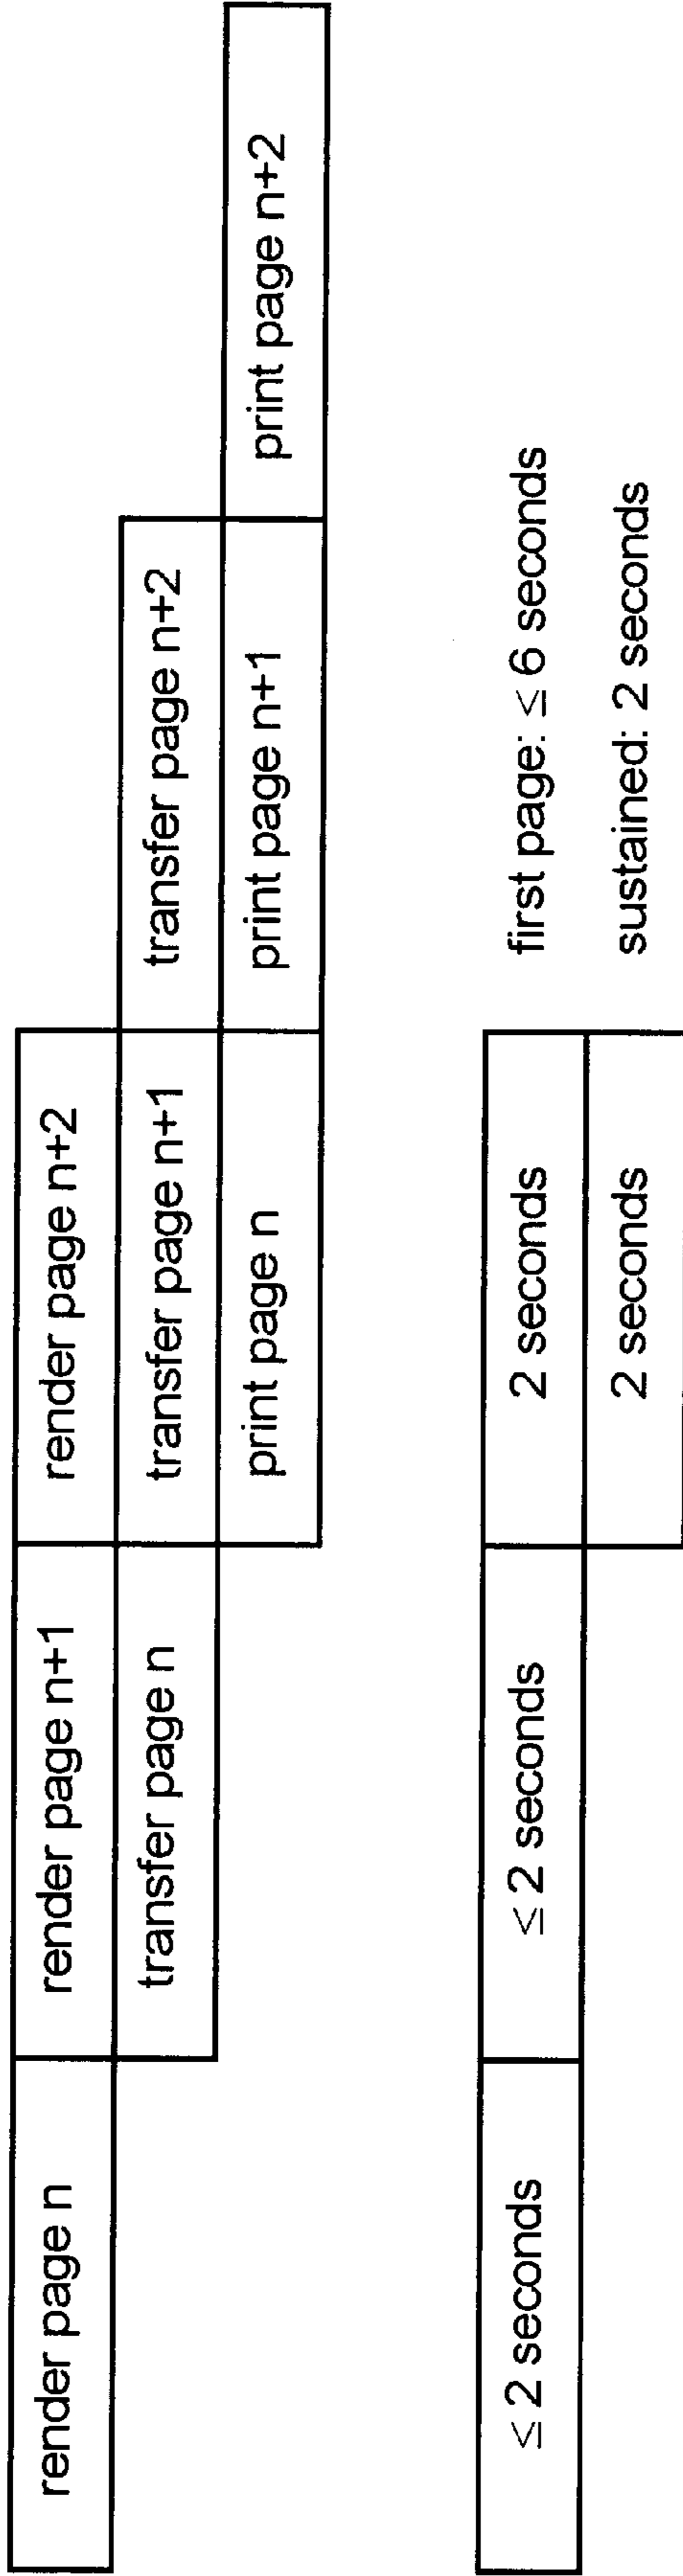 render page n
render page n+1
render page n+2
transfer page n
transfer page n+1
transfer page n+2
print page n
print page n+1
print page n+2
≤ 2 seconds
≤ 2 seconds
2 seconds
first page: ≤ 6 seconds
2 seconds
sustained: 2 seconds